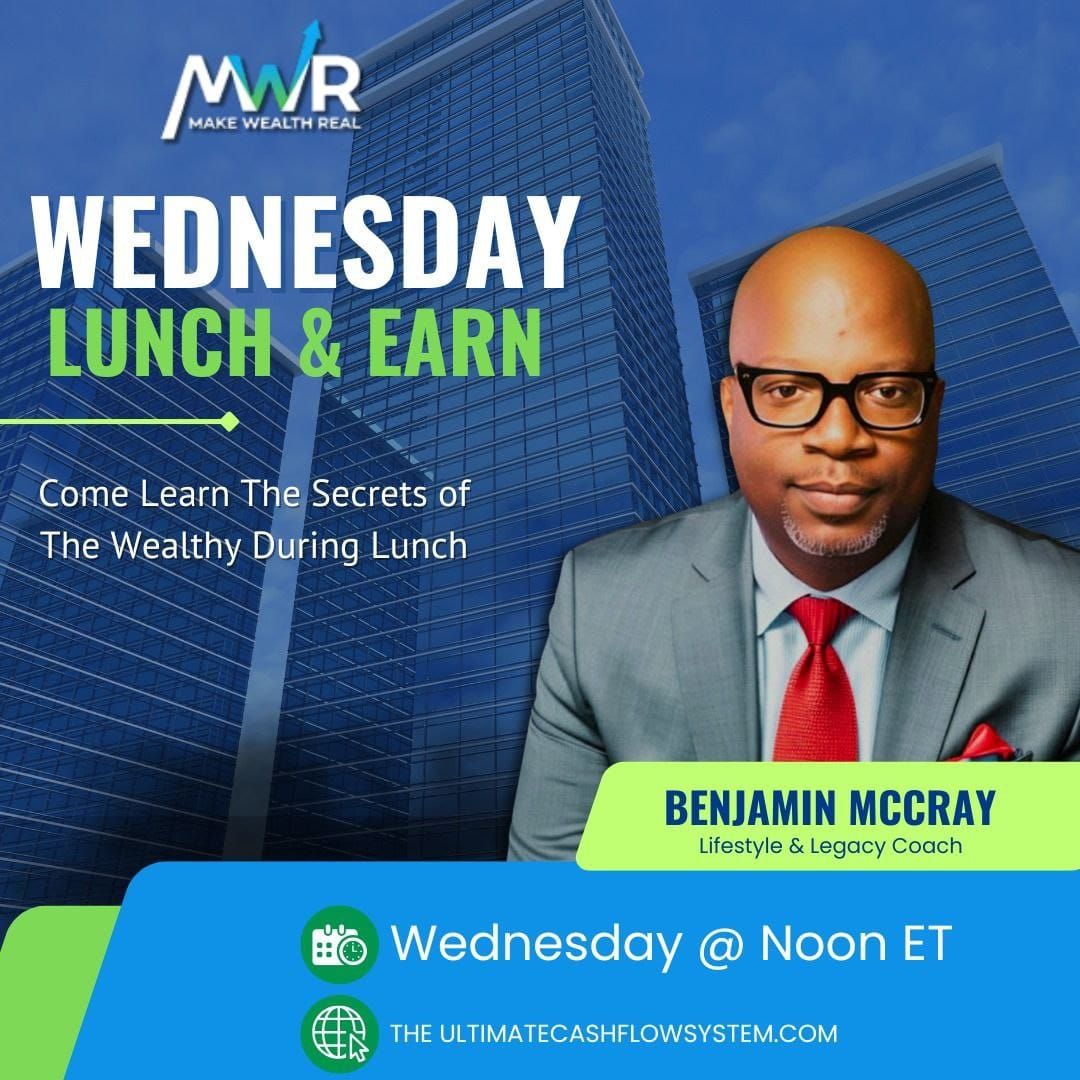 MWR
MAKE WEALTH REAL
WEDNESDAY
LUNCH & EARN
Come Learn The Secrets of
The Wealthy During Lunch
BENJAMIN MCCRAY
Lifestyle & Legacy Coach
Wednesday @ Noon ET
THE ULTIMATECASHFLOWSYSTEM.COM